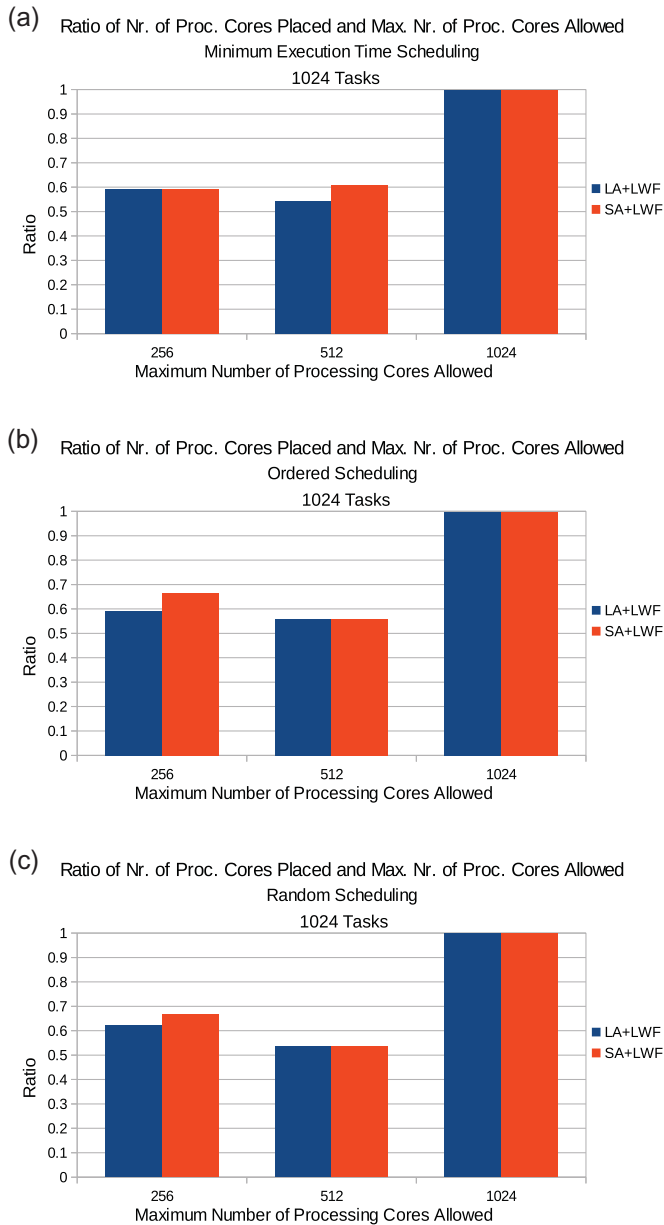 (a)
Ratio of Nr. of Proc. Cores Placed and Max. Nr. of Proc. Cores Allowed
Minimum Execution Time Scheduling
1024 Tasks
1
0.9
0.8
0.7
0.6
0.5
0.4
0.3
0.2
0.1
0
Ratio
256
512
1024
Maximum Number of Processing Cores Allowed
LA+LWF
SA+LWF
(b)
Ratio of Nr. of Proc. Cores Placed and Max. Nr. of Proc. Cores Allowed
Ordered Scheduling
1024 Tasks
1
0.9
0.8
0.7
0.6
0.5
0.4
0.3
0.2
0.1
0
Ratio
256
512
1024
Maximum Number of Processing Cores Allowed
LA+LWF
SA+LWF
(c)
Ratio of Nr. of Proc. Cores Placed and Max. Nr. of Proc. Cores Allowed
Random Scheduling
1024 Tasks
1
0.9
0.8
0.7
0.6
0.5
0.4
0.3
0.2
0.1
0
Ratio
256
512
1024
Maximum Number of Processing Cores Allowed
LA+LWF
SA+LWF